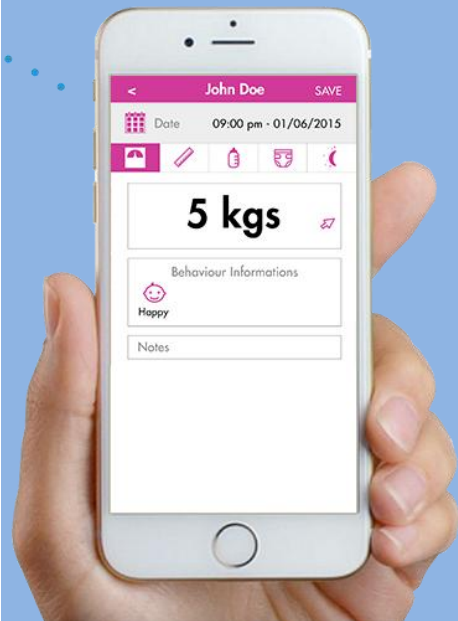 < John Doe SAVE
Date 09:00 pm - 01/06/2015
5 kgs
Behaviour Informations
Happy
Notes